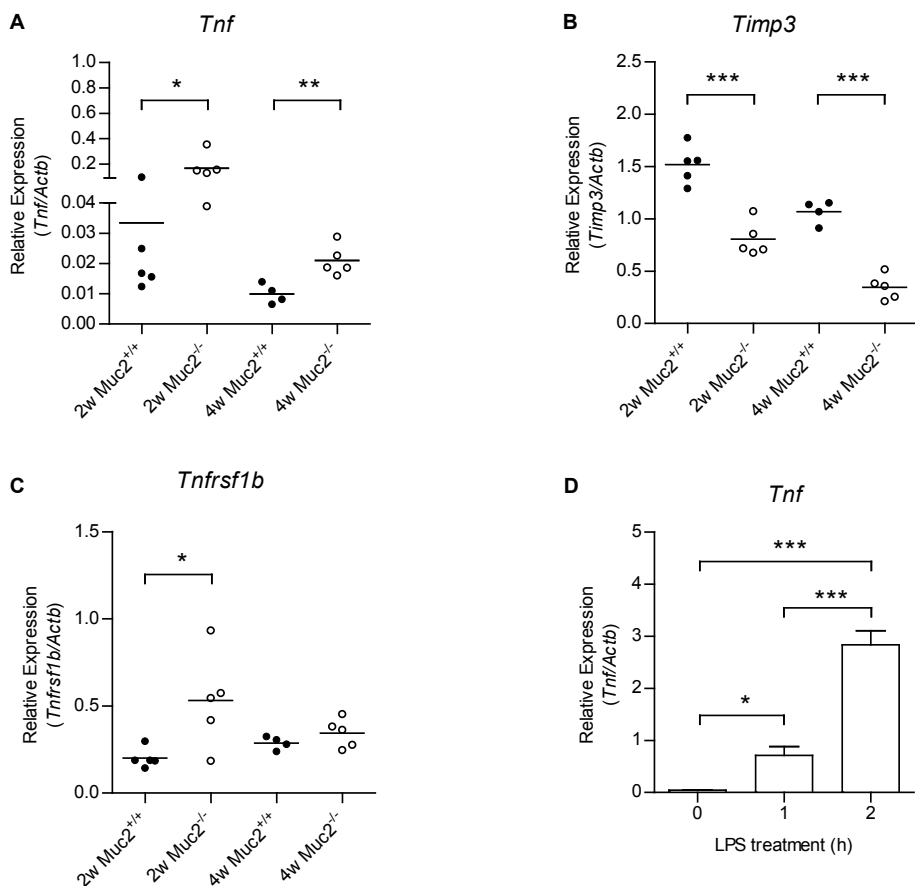 A
Tnf
Relative Expression
(Tnf/Actb)
1.0
0.8
0.6
0.4
0.2
0.04
0.03
0.02
0.01
0.00
*
**
2w Muc2+/+
2w Muc2-/-
4w Muc2+/+
4w Muc2-/-
B
Timp3
Relative Expression
(Timp3/Actb)
2.5
2.0
1.5
1.0
0.5
0.0
***
***
2w Muc2+/+
2w Muc2-/-
4w Muc2+/+
4w Muc2-/-
C
Tnfrsf1b
Relative Expression
(Tnfrsf1b/Actb)
1.5
1.0
0.5
0.0
*
2w Muc2+/+
2w Muc2-/-
4w Muc2+/+
4w Muc2-/-
D
Tnf
Relative Expression
(Tnf/Actb)
5
4
3
2
1
0
***
***
*
0
1
2
LPS treatment (h)